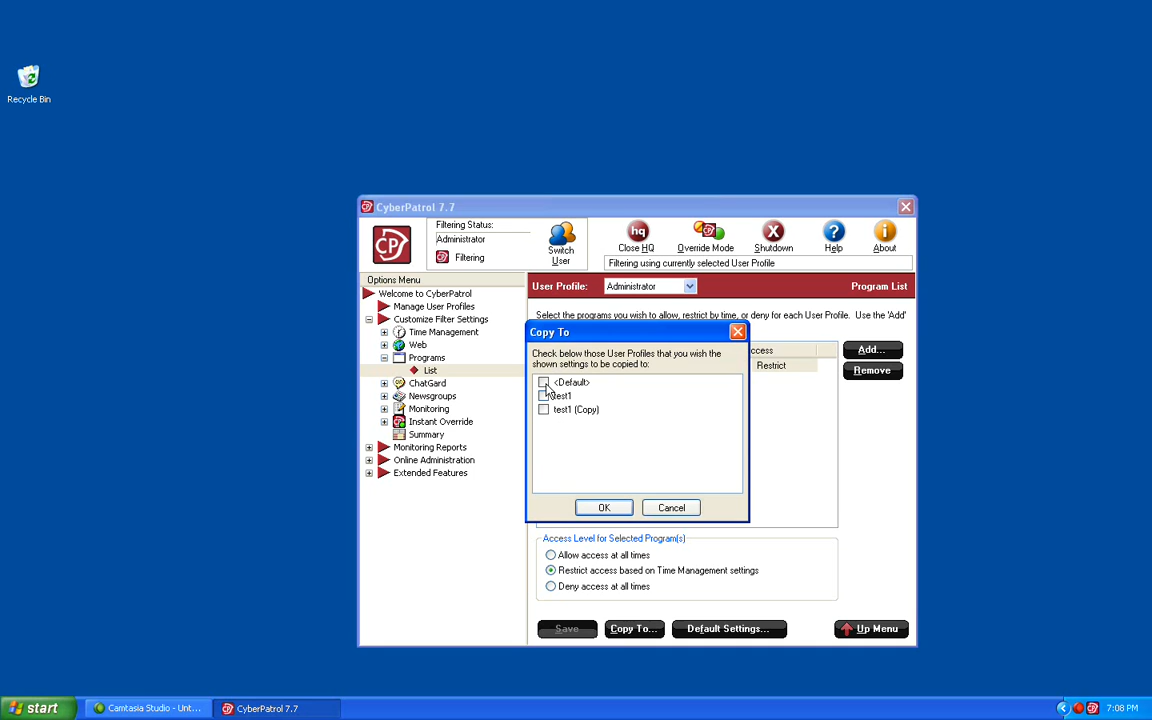 Recycle Bin
CyberPatrol 7.7
CP
Filtering Status:
Administrator
Filtering
Switch
User
hq
Close HQ
Override Mode
Shutdown
Help
About
Filtering using currently selected User Profile
Options Menu
Welcome to CyberPatrol
Manage User Profiles
Customize Filter Settings
Time Management
Web
Programs
List
ChatGard
Newsgroups
Monitoring
Instant Override
Summary
Monitoring Reports
Online Administration
Extended Features
User Profile:
Administrator
Program List
Select the programs you wish to allow, restrict by time, or deny for each User Profile. Use the 'Add'
Restrict
Add...
Remove
Copy To
Check below those User Profiles that you wish the
shown settings to be copied to:
<Default>
test1
test1 (Copy)
OK
Cancel
Access Level for Selected Program(s)
Allow access at all times
Restrict access based on Time Management settings
Deny access at all times
Save
Copy To...
Default Settings...
Up Menu
start
Camtasia Studio - Unt...
CyberPatrol 7.7
7:08 PM